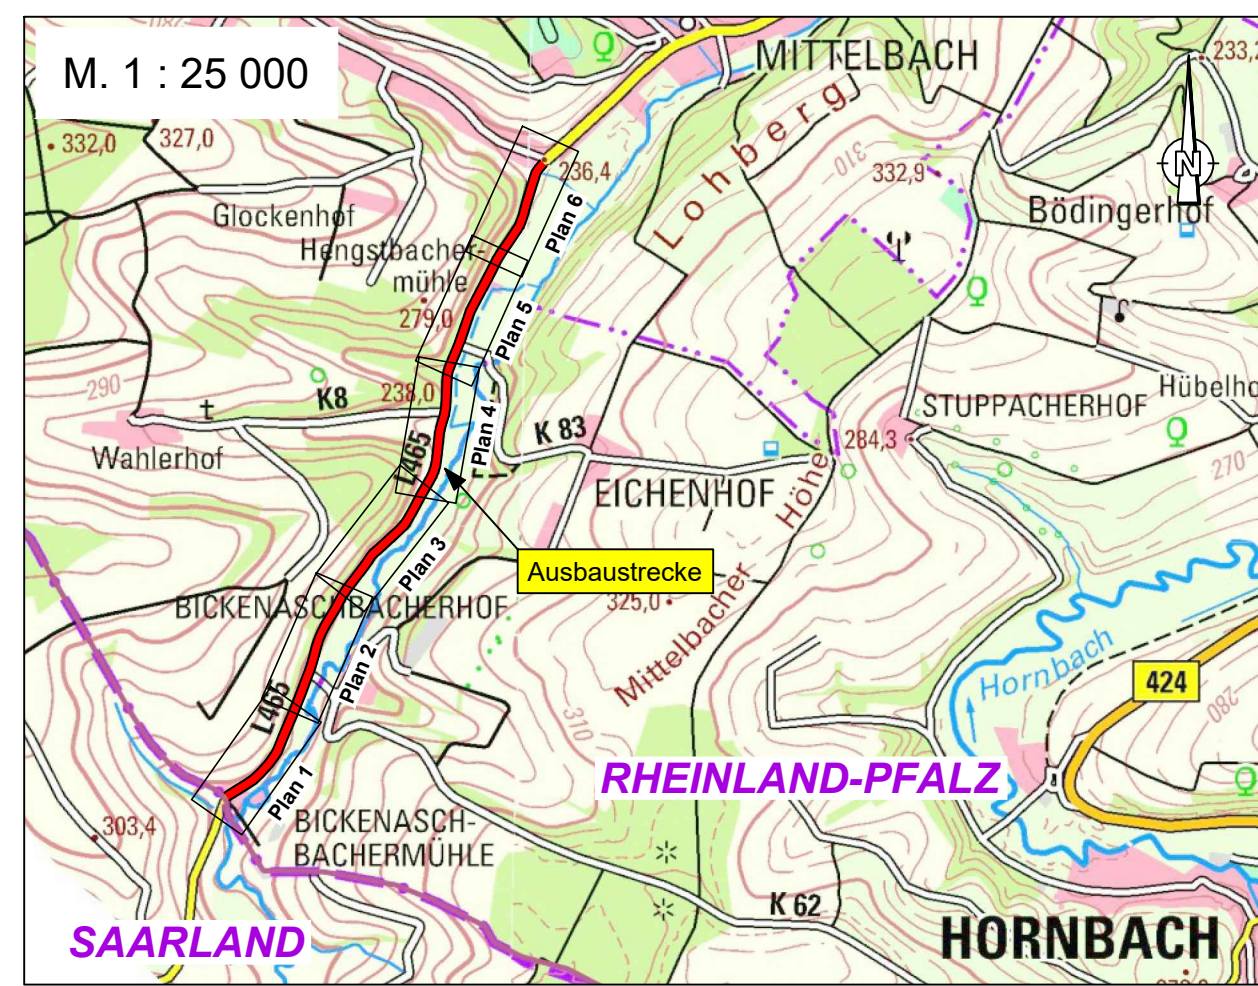 M. 1 : 25 000
MITTELBACH
332,0
327,0
236,4
Lohberg
310
332,9
233,2
N
Glockenhof
Hengstbacher-
mühle
279,0
Plan 6
Bödingerhof
290
K8
238,0
Plan 5
Wahlerhof
L465
Plan 4
K 83
STUPPACHERHOF
Hübelho
284,3
270
EICHENHOF
Ausbaustrecke
Plan 3
BICKENASCHBACHERHOF
325,0
Mittelbacher Höhe
Hornbach
424
280
L465
Plan 2
310
Plan 1
RHEINLAND-PFALZ
303,4
BICKENASCH-
BACHERMÜHLE
K 62
SAARLAND
HORNBACH